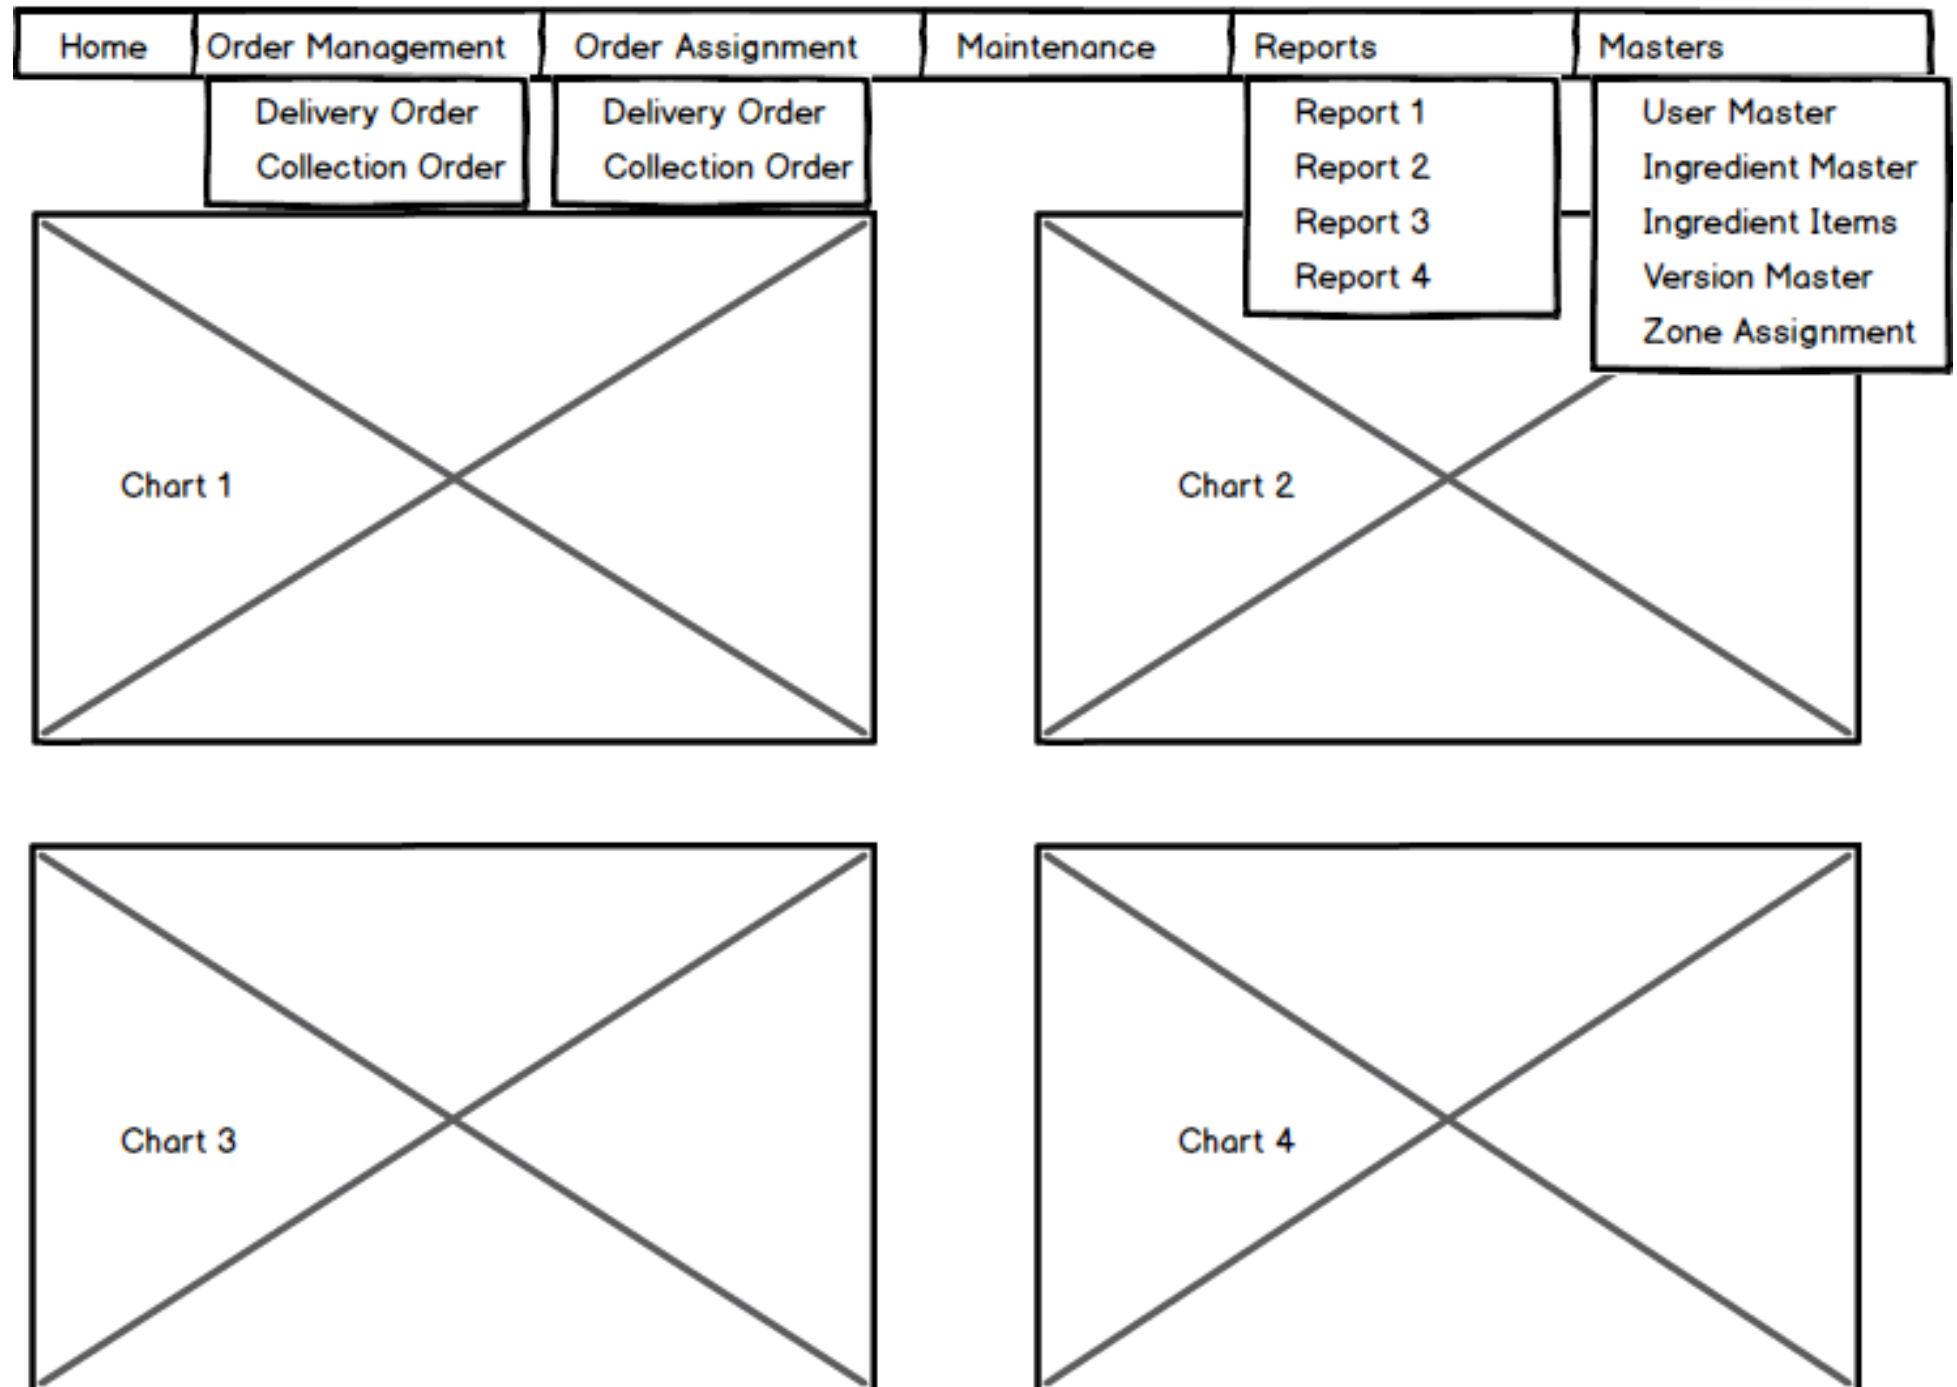 Home Order Management Order Assignment Maintenance Reports Masters
Delivery Order
Collection Order
Delivery Order
Collection Order
Report 1
Report 2
Report 3
Report 4
User Master
Ingredient Master
Ingredient Items
Version Master
Zone Assignment
Chart 1
Chart 2
Chart 3
Chart 4